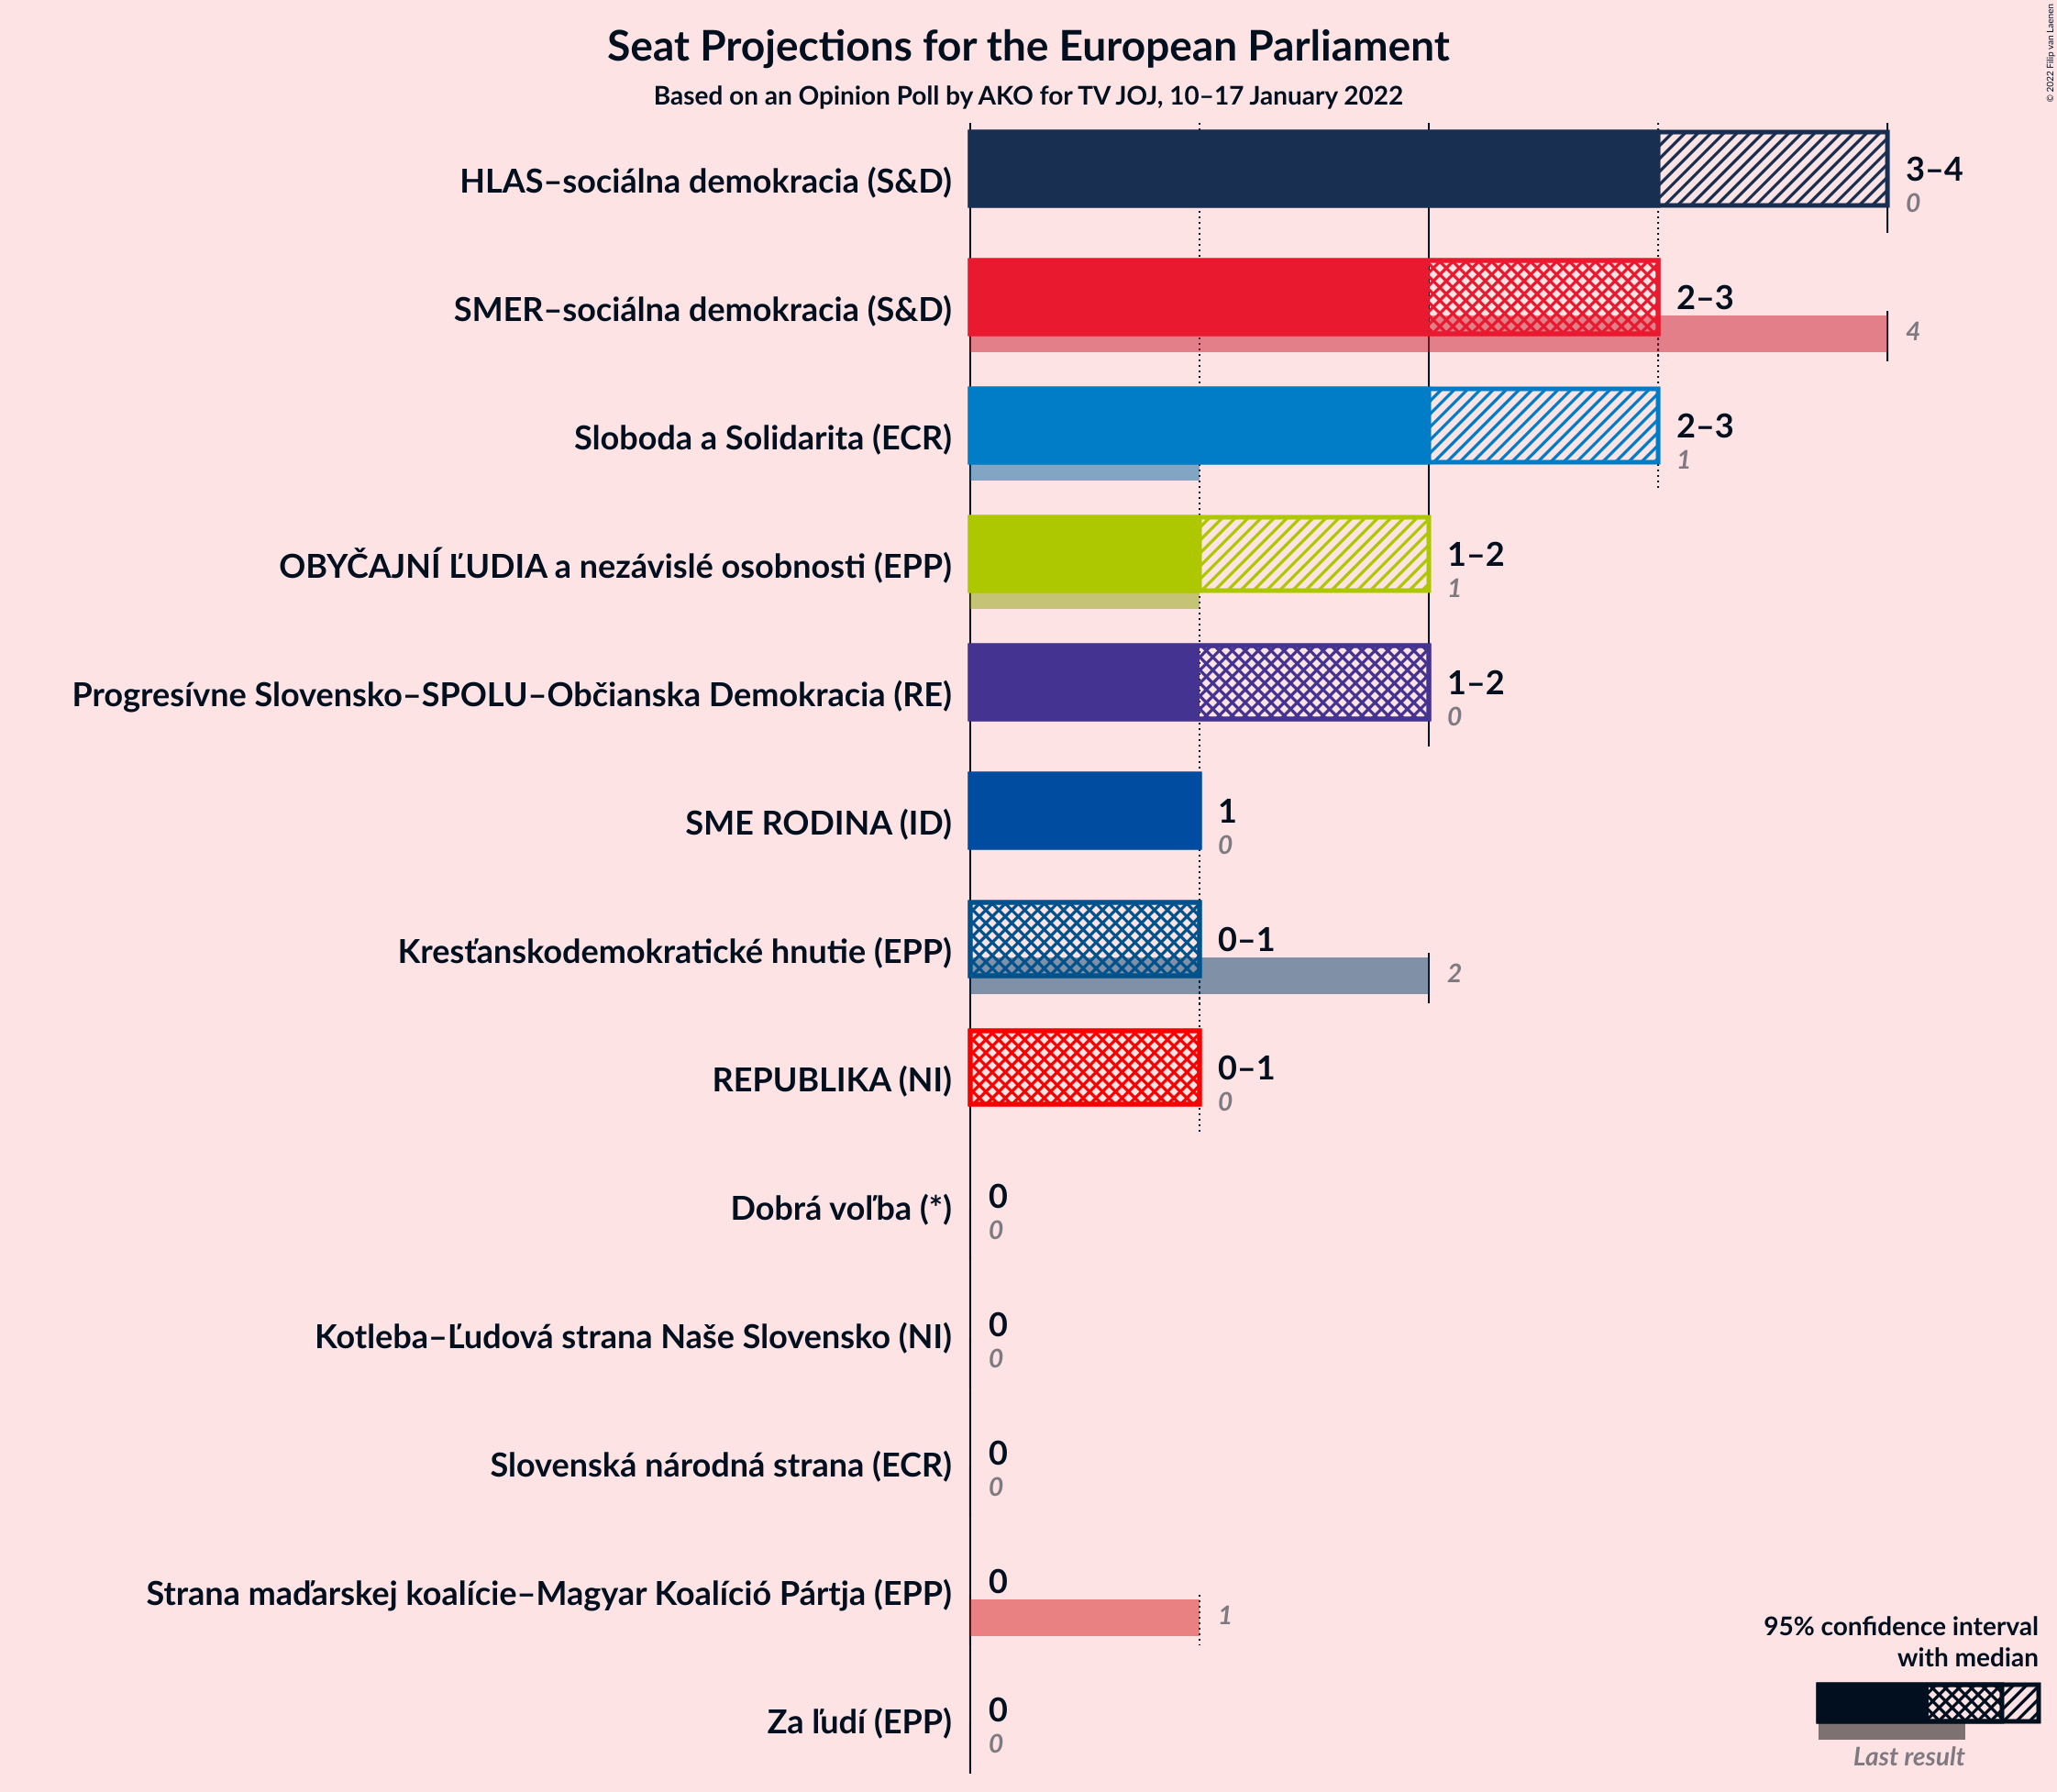 Seat Projections for the European Parliament
Based on an Opinion Poll by AKO for TV JOJ, 10–17 January 2022
© 2022 Filip van Laenen
HLAS–sociálna demokracia (S&D)
3–4
0
SMER–sociálna demokracia (S&D)
2–3
4
Sloboda a Solidarita (ECR)
2–3
1
OBYČAJNÍ ĽUDIA a nezávislé osobnosti (EPP)
1–2
1
Progresívne Slovensko–SPOLU–Občianska Demokracia (RE)
1–2
0
SME RODINA (ID)
1
0
Kresťanskodemokratické hnutie (EPP)
0–1
2
REPUBLIKA (NI)
0–1
0
Dobrá voľba (*)
0
0
Kotleba–Ľudová strana Naše Slovensko (NI)
0
0
Slovenská národná strana (ECR)
0
0
Strana maďarskej koalície–Magyar Koalíció Pártja (EPP)
0
1
Za ľudí (EPP)
0
0
95% confidence interval
with median
Last result